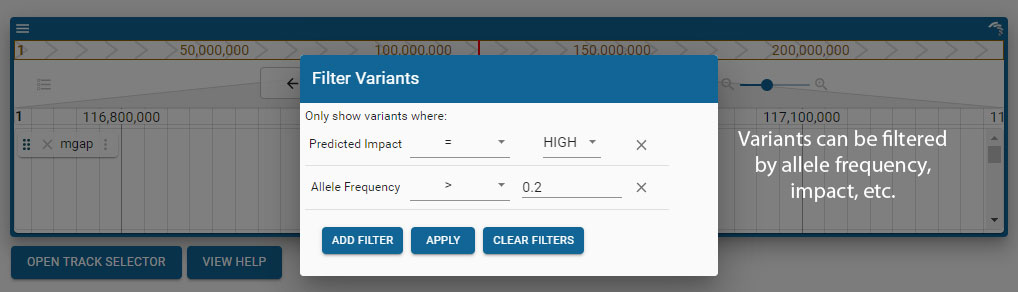 1 50,000,000 100,000,000 150,000,000 200,000,000
Filter Variants
Only show variants where:
1 116,800,000 117,100,000 11
Predicted Impact = HIGH
mgap
Allele Frequency > 0.2
Variants can be filtered
by allele frequency,
impact, etc.
ADD FILTER APPLY CLEAR FILTERS
OPEN TRACK SELECTOR VIEW HELP